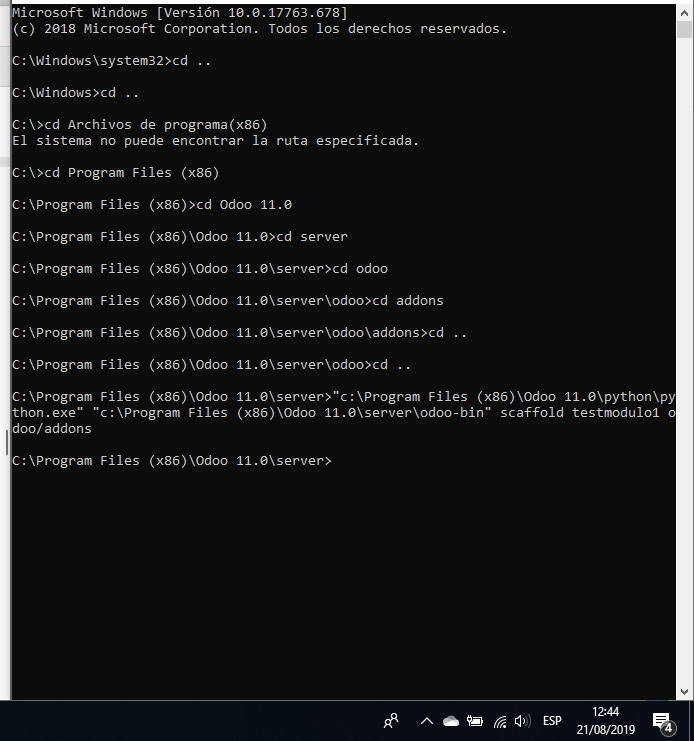 Microsoft Windows [Versión 10.0.17763.678]
(c) 2018 Microsoft Corporation. Todos los derechos reservados.
C:\Windows\system32>cd ..
C:\Windows>cd ..
C:\>cd Archivos de programa(x86)
El sistema no puede encontrar la ruta especificada.
C:\>cd Program Files (x86)
C:\Program Files (x86)>cd Odoo 11.0
C:\Program Files (x86)\Odoo 11.0>cd server
C:\Program Files (x86)\Odoo 11.0\server>cd odoo
C:\Program Files (x86)\Odoo 11.0\server\odoo>cd addons
C:\Program Files (x86)\Odoo 11.0\server\odoo\addons>cd ..
C:\Program Files (x86)\Odoo 11.0\server\odoo>cd ..
C:\Program Files (x86)\Odoo 11.0\server>"c:\Program Files (x86)\Odoo 11.0\python\py
thon.exe" "c:\Program Files (x86)\Odoo 11.0\server\odoo-bin" scaffold testmodulo1 o
doo/addons
C:\Program Files (x86)\Odoo 11.0\server>
ESP
12:44
21/08/2019
4